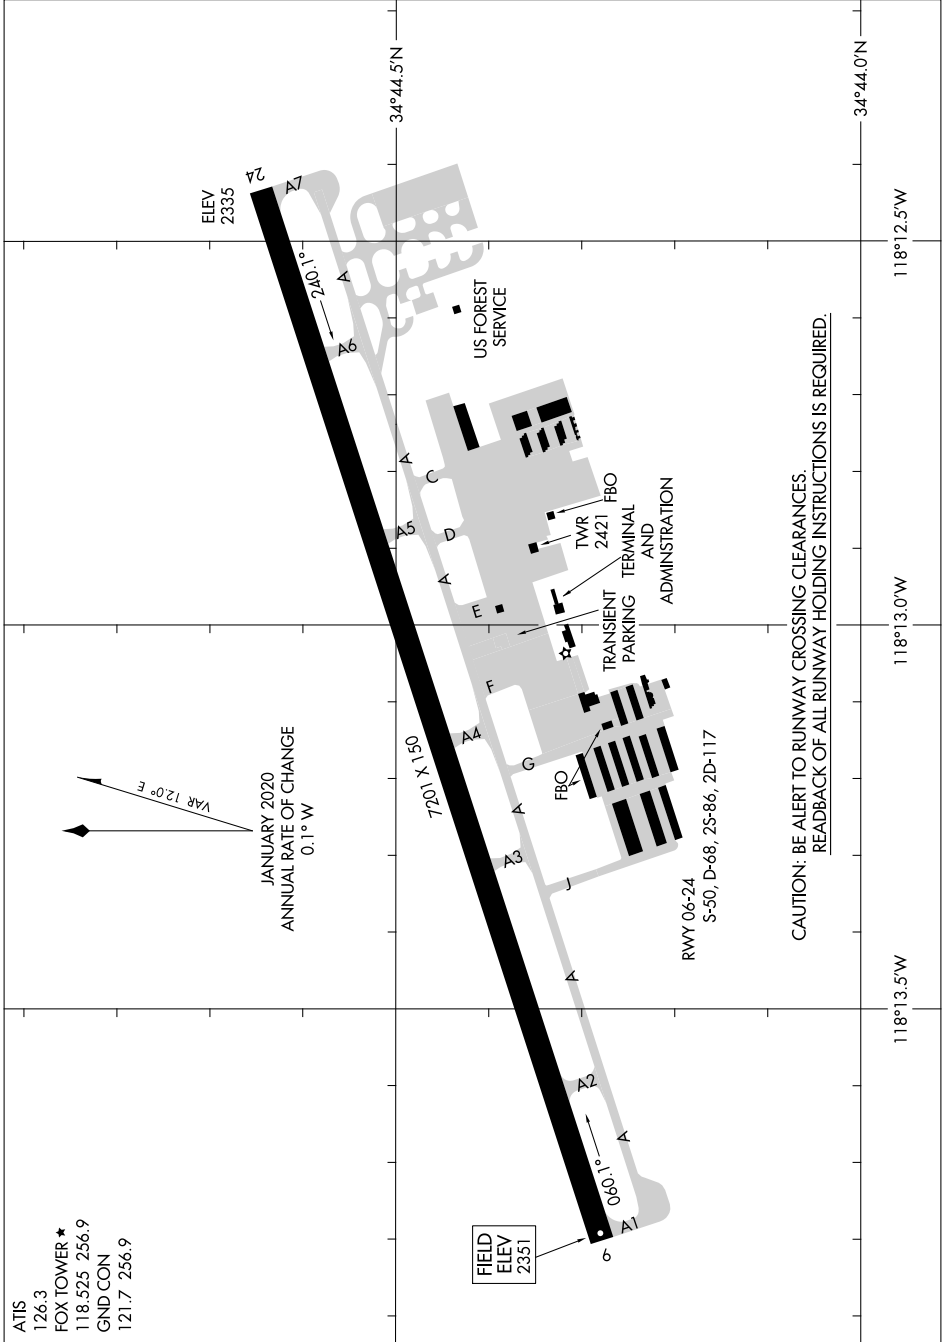 ATIS
126.3
FOX TOWER ★
118.525 256.9
GND CON
121.7 256.9
JANUARY 2020
ANNUAL RATE OF CHANGE
0.1° W
VAR 12.0° E
FIELD
ELEV
2351
6
060.1°
A1
A
A2
A
A3
J
A
G
A4
F
7201 X 150
E
A
D
A5
C
A
A6
A
240.1°
A7
24
ELEV
2335
US FOREST
SERVICE
FBO
TWR
2421
TERMINAL
AND
ADMINSTRATION
TRANSIENT
PARKING
FBO
RWY 06-24
S-50, D-68, 2S-86, 2D-117
CAUTION: BE ALERT TO RUNWAY CROSSING CLEARANCES.
READBACK OF ALL RUNWAY HOLDING INSTRUCTIONS IS REQUIRED.
34°44.5'N
34°44.0'N
118°13.5'W
118°13.0'W
118°12.5'W